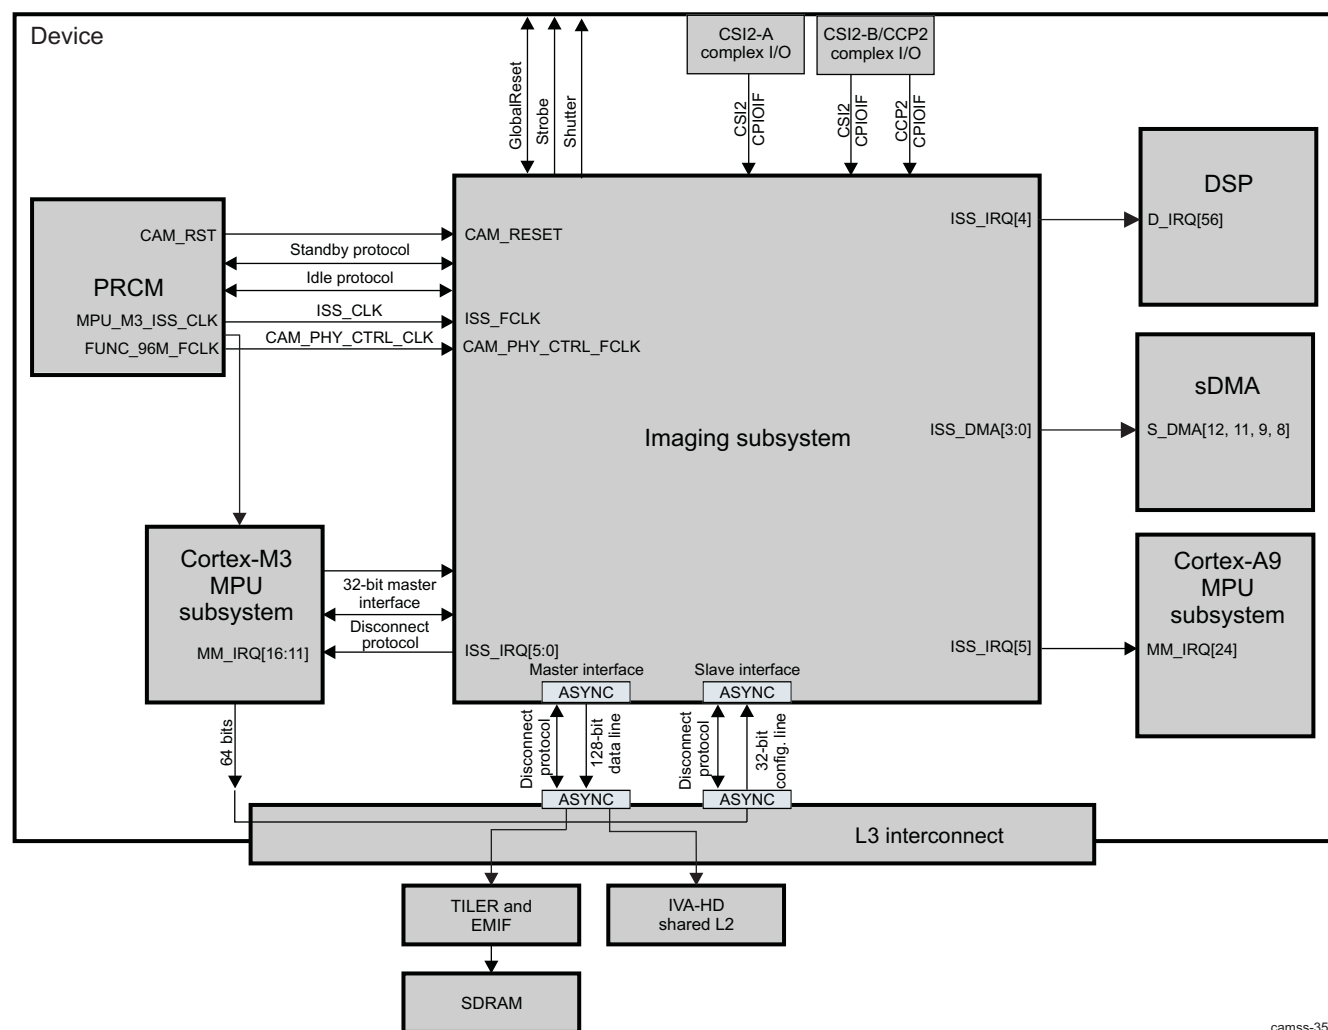 Device
GlobalReset
Strobe
Shutter
CSI2-A
complex I/O
CSI2-B/CCP2
complex I/O
CSI2
CPIOIF
CSI2
CPIOIF
CCP2
CPIOIF
PRCM
CAM_RST
MPU_M3_ISS_CLK
FUNC_96M_FCLK
Standby protocol
Idle protocol
ISS_CLK
CAM_PHY_CTRL_CLK
CAM_RESET
ISS_FCLK
CAM_PHY_CTRL_FCLK
Imaging subsystem
ISS_IRQ[4]
ISS_DMA[3:0]
ISS_IRQ[5]
DSP
D_IRQ[56]
sDMA
S_DMA[12, 11, 9, 8]
Cortex-A9
MPU
subsystem
MM_IRQ[24]
Cortex-M3
MPU
subsystem
MM_IRQ[16:11]
32-bit master
interface
Disconnect
protocol
ISS_IRQ[5:0]
Master interface
ASYNC
Slave interface
ASYNC
64 bits
Disconnect
protocol
128-bit
data line
Disconnect
protocol
32-bit
config. line
ASYNC
ASYNC
L3 interconnect
TILER and
EMIF
IVA-HD
shared L2
SDRAM
camss-35